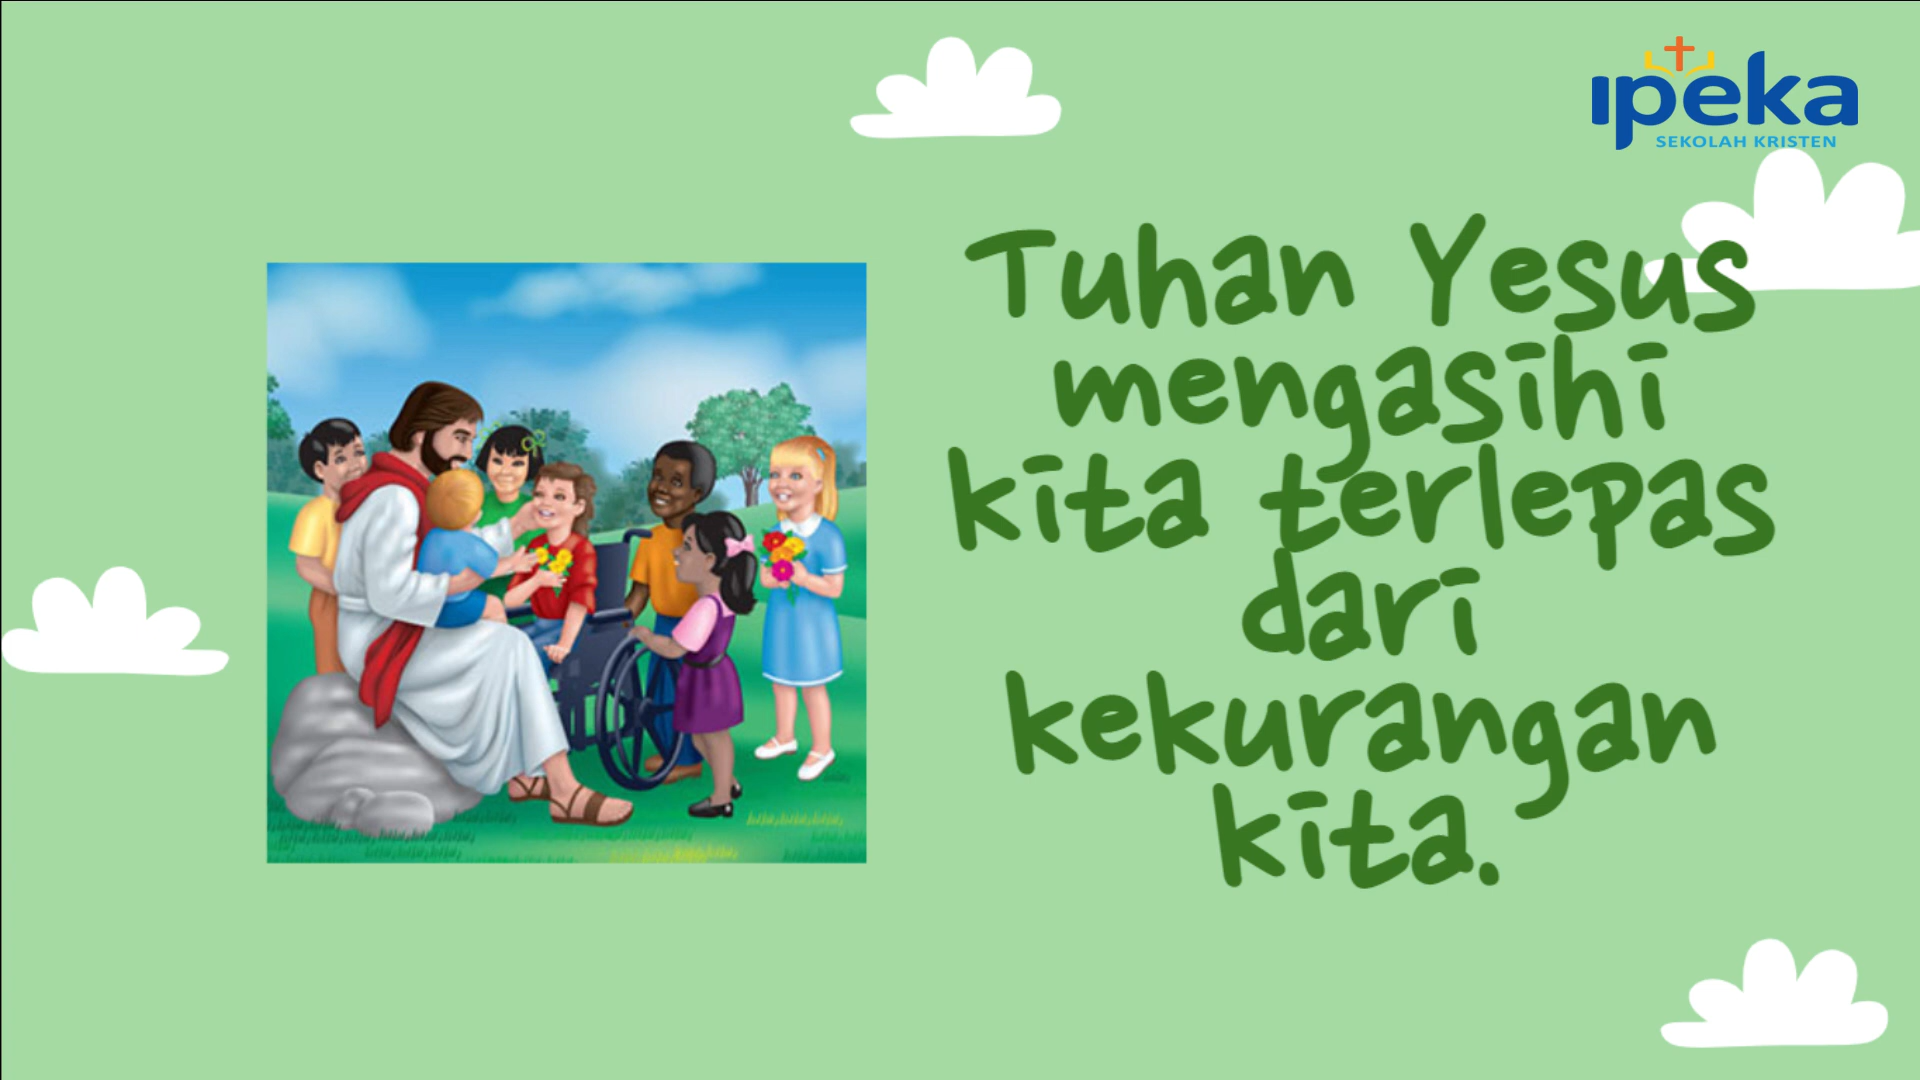 ipeka
SEKOLAH KRISTEN
Tuhan Yesus
mengasihi
kita terlepas
dari
kekurangan
kita.